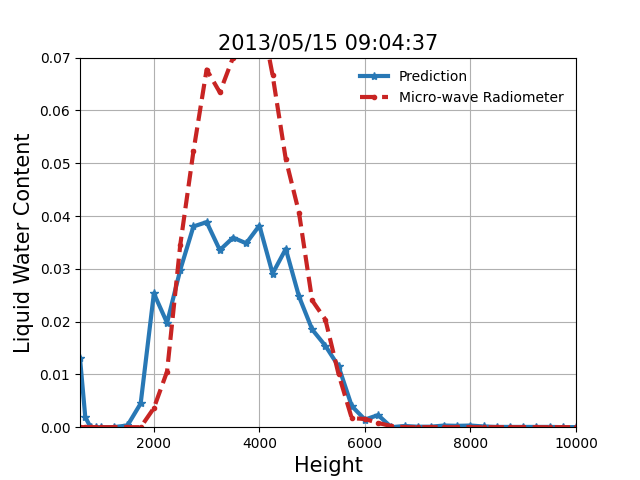 2013/05/15 09:04:37
Prediction
Micro-wave Radiometer
Liquid Water Content
0.07
0.06
0.05
0.04
0.03
0.02
0.01
0.00
2000 4000 6000 8000 10000
Height